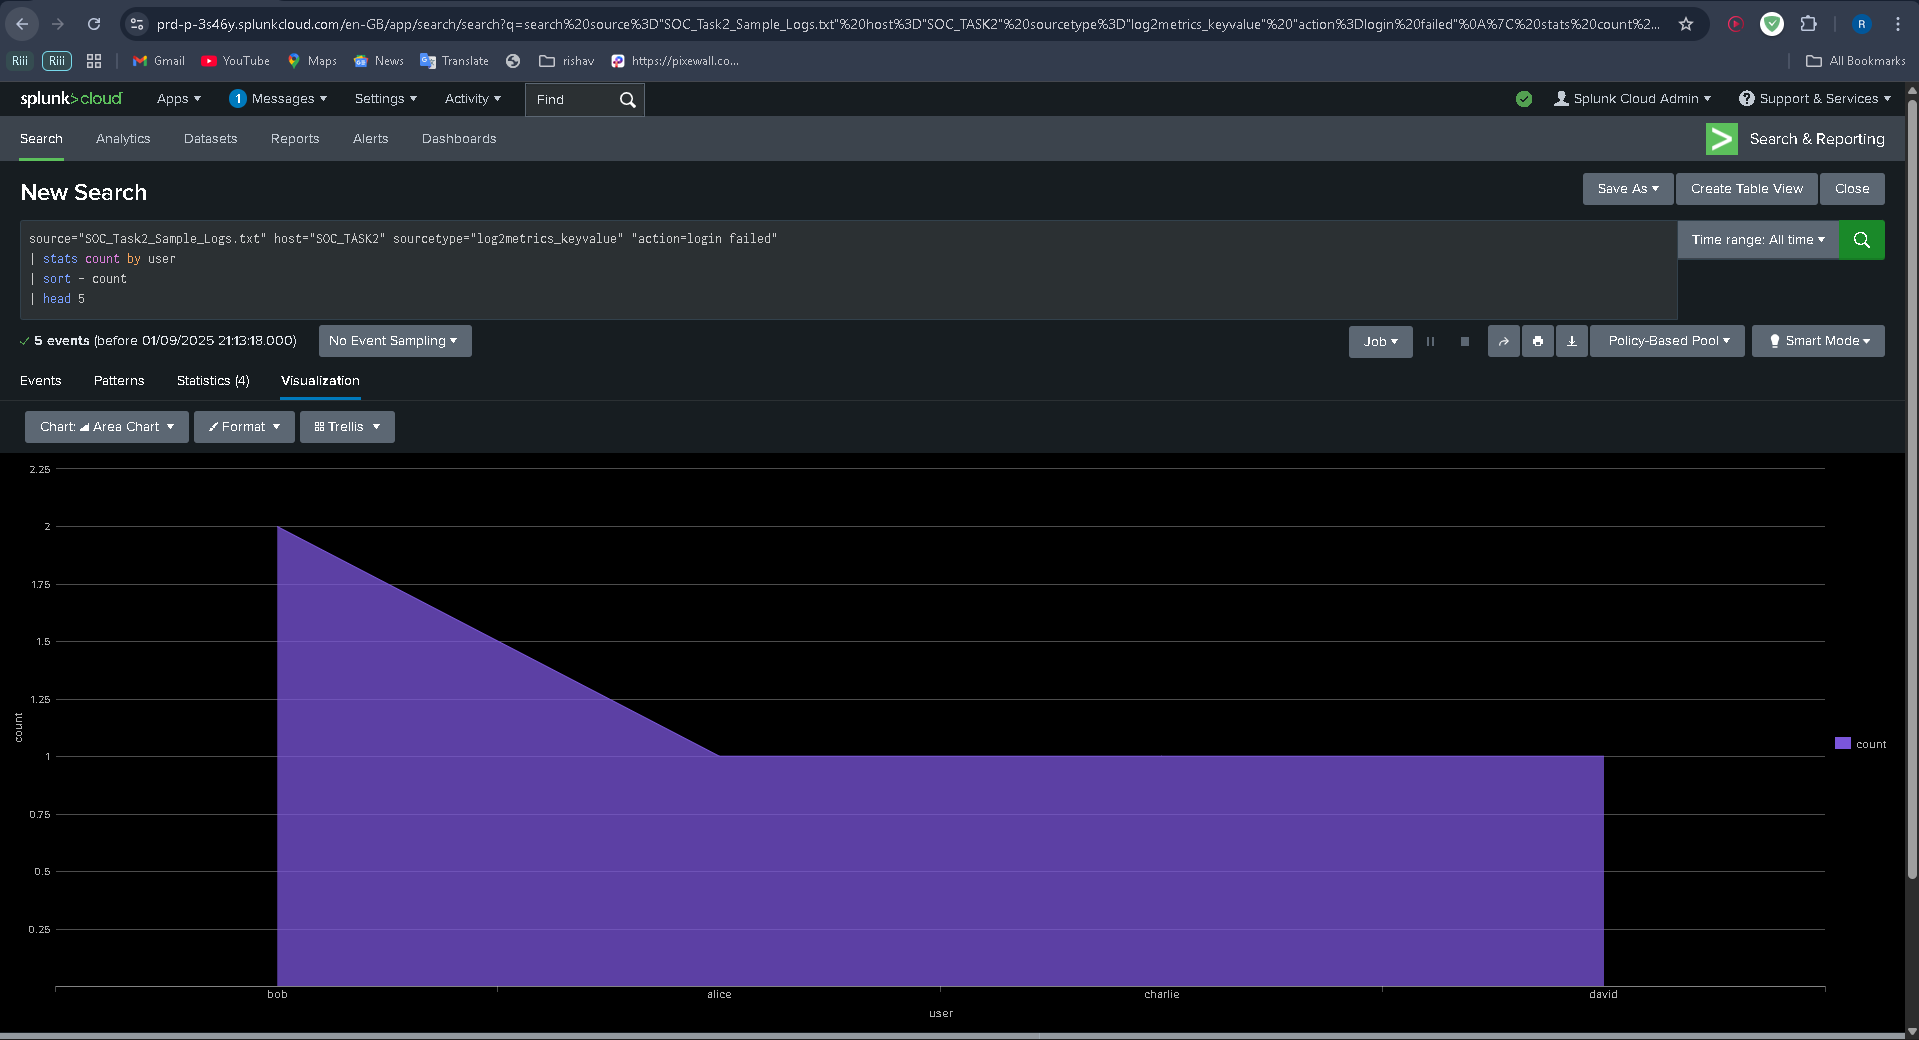 prd-p-3s46y.splunkcloud.com/en-GB/app/search/search?q=search%20source%3D"SOC_Task2_Sample_Logs.txt"%20host%3D"SOC_TASK2"%20sourcetype%3D"log2metrics_keyvalue"%20"action%3Dlogin%20failed"%0A%7C%20stats%20count%2...
R
Riii Riii Gmail YouTube Maps News Translate rishav https://pixewall.co... All Bookmarks
splunk>cloud Apps 1 Messages Settings Activity Find Splunk Cloud Admin Support & Services
Search Analytics Datasets Reports Alerts Dashboards > Search & Reporting
New Search Save As Create Table View Close
source="SOC_Task2_Sample_Logs.txt" host="SOC_TASK2" sourcetype="log2metrics_keyvalue" "action=login failed" Time range: All time
| stats count by user
| sort - count
| head 5
5 events (before 01/09/2025 21:13:18.000) No Event Sampling Job Policy-Based Pool Smart Mode
Events Patterns Statistics (4) Visualization
Chart: Area Chart Format Trellis
2.25
2
1.75
1.5
1.25
1
0.75
0.5
0.25
count
count
bob alice charlie david
user